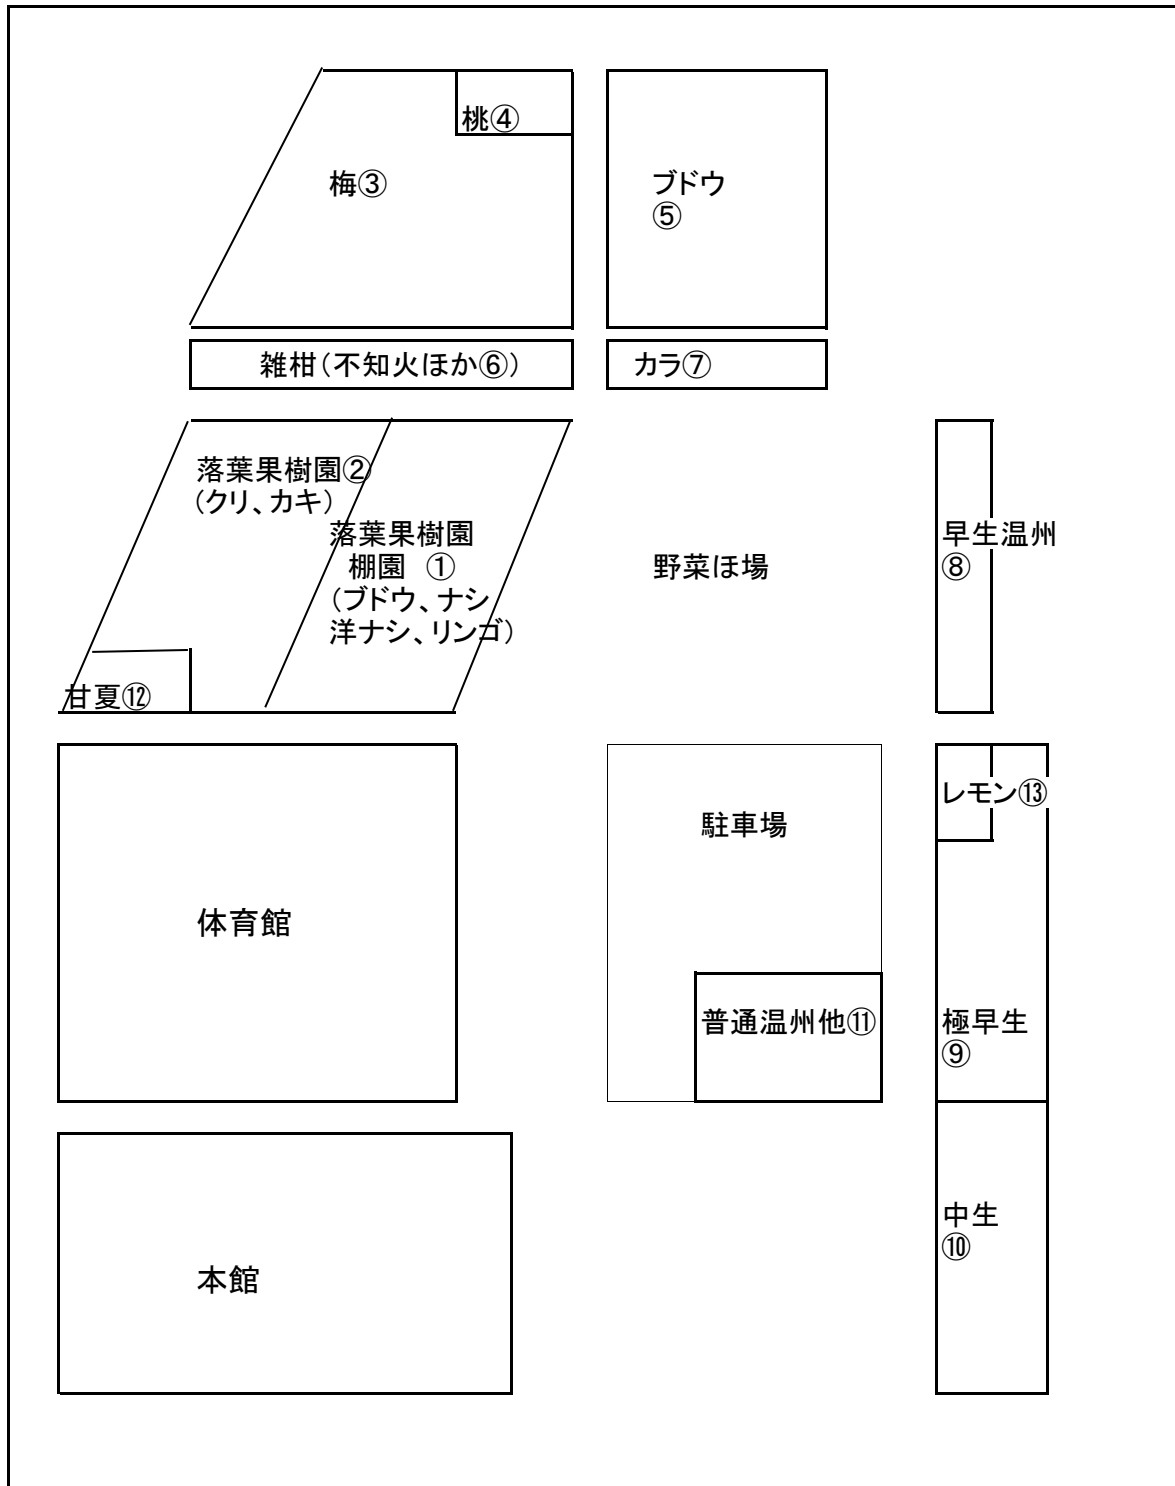 桃④
梅③
ブドウ
⑤
雑柑（不知火ほか⑥）
カラ⑦
落葉果樹園②
（クリ、カキ）
落葉果樹園
棚園　①
（ブドウ、ナシ
洋ナシ、リンゴ）
野菜ほ場
早生温州
⑧
甘夏⑫
レモン⑬
駐車場
体育館
普通温州他⑪
極早生
⑨
中生
⑩
本館